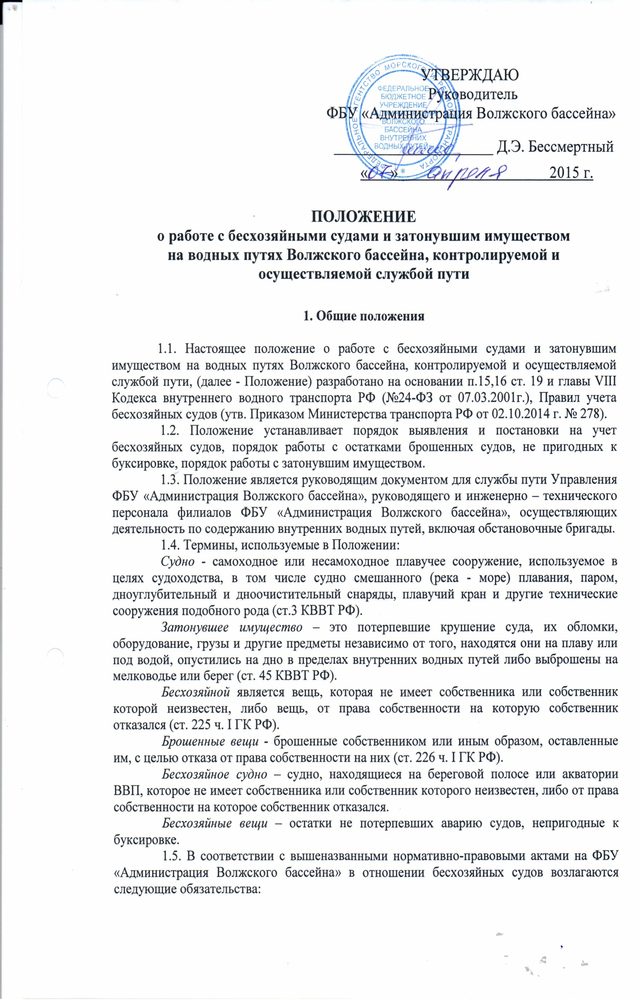 УТВЕРЖДАЮ
Руководитель
ФБУ «Администрация Волжского бассейна»
Д.Э. Бессмертный
«07» апреля 2015 г.
ФЕДЕРАЛЬНОЕ АГЕНТСТВО МОРСКОГО И РЕЧНОГО ТРАНСПОРТА
ФЕДЕРАЛЬНОЕ
БЮДЖЕТНОЕ
УЧРЕЖДЕНИЕ
«АДМИНИСТРАЦИЯ
ВОЛЖСКОГО
БАССЕЙНА
ВНУТРЕННИХ
ВОДНЫХ ПУТЕЙ»
ПОЛОЖЕНИЕ
о работе с бесхозяйными судами и затонувшим имуществом
на водных путях Волжского бассейна, контролируемой и
осуществляемой службой пути
1. Общие положения
1.1. Настоящее положение о работе с бесхозяйными судами и затонувшим
имуществом на водных путях Волжского бассейна, контролируемой и осуществляемой
службой пути, (далее - Положение) разработано на основании п.15,16 ст. 19 и главы VIII
Кодекса внутреннего водного транспорта РФ (№24-ФЗ от 07.03.2001г.), Правил учета
бесхозяйных судов (утв. Приказом Министерства транспорта РФ от 02.10.2014 г. № 278).
1.2. Положение устанавливает порядок выявления и постановки на учет
бесхозяйных судов, порядок работы с остатками брошенных судов, не пригодных к
буксировке, порядок работы с затонувшим имуществом.
1.3. Положение является руководящим документом для службы пути Управления
ФБУ «Администрация Волжского бассейна», руководящего и инженерно – технического
персонала филиалов ФБУ «Администрация Волжского бассейна», осуществляющих
деятельность по содержанию внутренних водных путей, включая обстановочные бригады.
1.4. Термины, используемые в Положении:
Судно - самоходное или несамоходное плавучее сооружение, используемое в
целях судоходства, в том числе судно смешанного (река - море) плавания, паром,
дноуглубительный и дноочистительный снаряды, плавучий кран и другие технические
сооружения подобного рода (ст.3 КВВТ РФ).
Затонувшее имущество – это потерпевшие крушение суда, их обломки,
оборудование, грузы и другие предметы независимо от того, находятся они на плаву или
под водой, опустились на дно в пределах внутренних водных путей либо выброшены на
мелководье или берег (ст. 45 КВВТ РФ).
Бесхозяйной является вещь, которая не имеет собственника или собственник
которой неизвестен, либо вещь, от права собственности на которую собственник
отказался (ст. 225 ч. I ГК РФ).
Брошенные вещи - брошенные собственником или иным образом, оставленные
им, с целью отказа от права собственности на них (ст. 226 ч. I ГК РФ).
Бесхозяйное судно – судно, находящиеся на береговой полосе или акватории
ВВП, которое не имеет собственника или собственник которого неизвестен, либо от права
собственности на которое собственник отказался.
Бесхозяйные вещи – остатки не потерпевших аварию судов, непригодные к
буксировке.
1.5. В соответствии с вышеназванными нормативно-правовыми актами на ФБУ
«Администрация Волжского бассейна» в отношении бесхозяйных судов возлагаются
следующие обязательства: